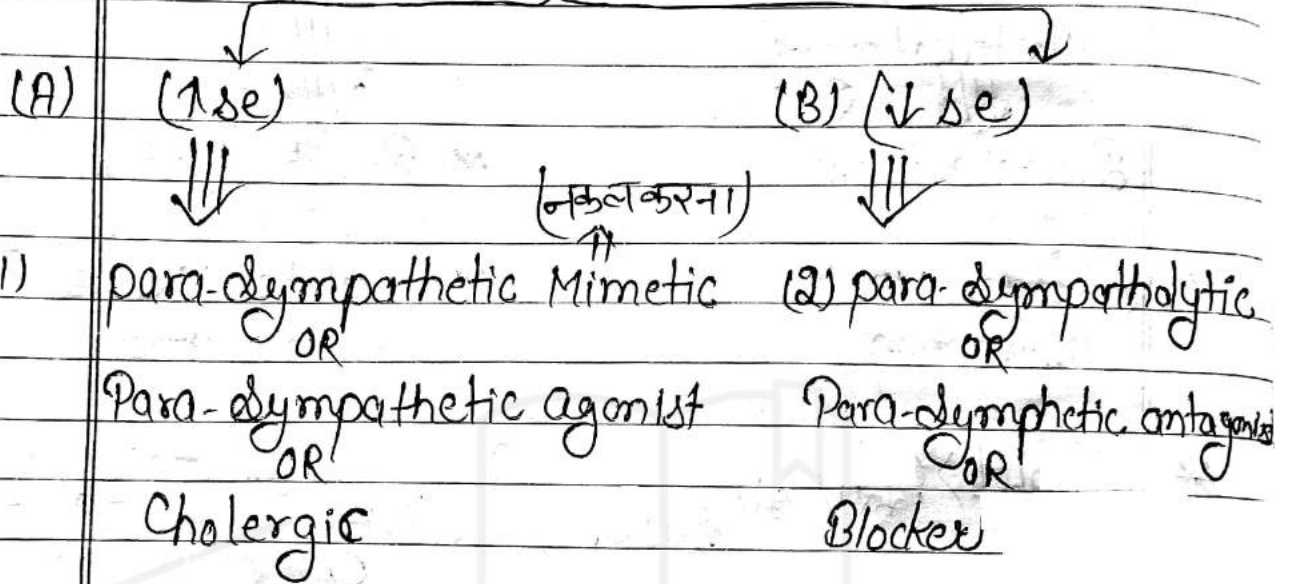 (A) (↑se) (B) (↓se)
(नकल करना)
1) para-sympathetic Mimetic (2) para-sympatholytic
OR OR
Para-sympathetic agonist Para-symphetic antagonist
OR OR
Cholergic Blocker